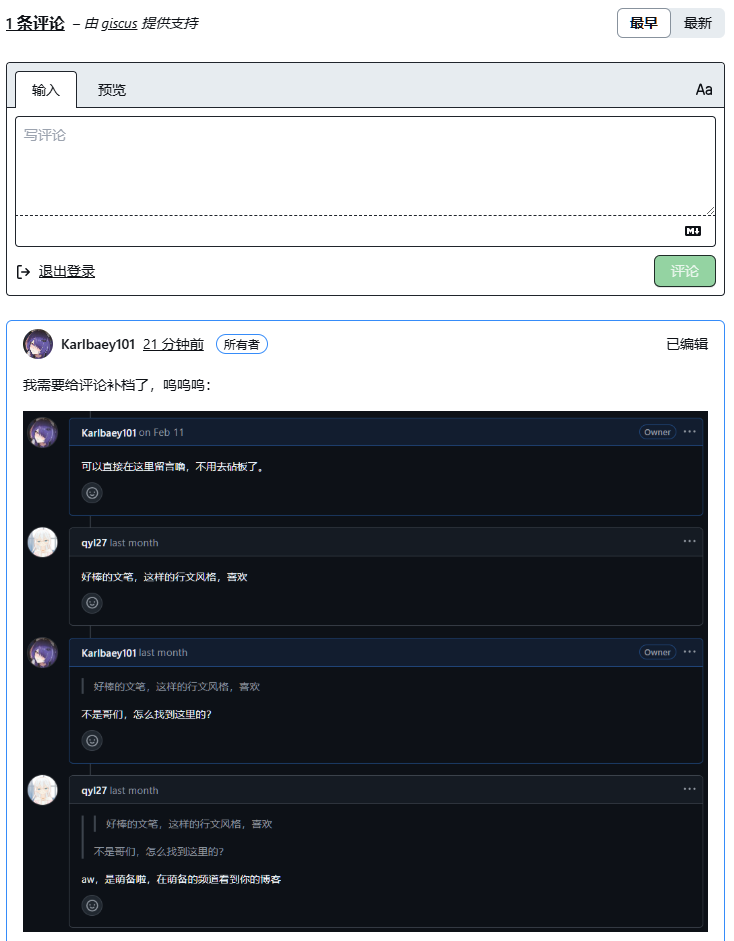 1 条评论 – 由 giscus 提供支持
最早 最新
输入 预览 Aa
写评论
M↓
退出登录 评论
Karlbaey101 21 分钟前 所有者 已编辑
我需要给评论补档了，呜呜呜：
Karlbaey101 on Feb 11 Owner ···
可以直接在这里留言噜，不用去砧板了。
qyl27 last month ···
好棒的文笔，这样的行文风格，喜欢
Karlbaey101 last month Owner ···
好棒的文笔，这样的行文风格，喜欢
不是哥们，怎么找到这里的？
qyl27 last month ···
好棒的文笔，这样的行文风格，喜欢
不是哥们，怎么找到这里的？
aw，是萌备啦，在萌备的频道看到你的博客